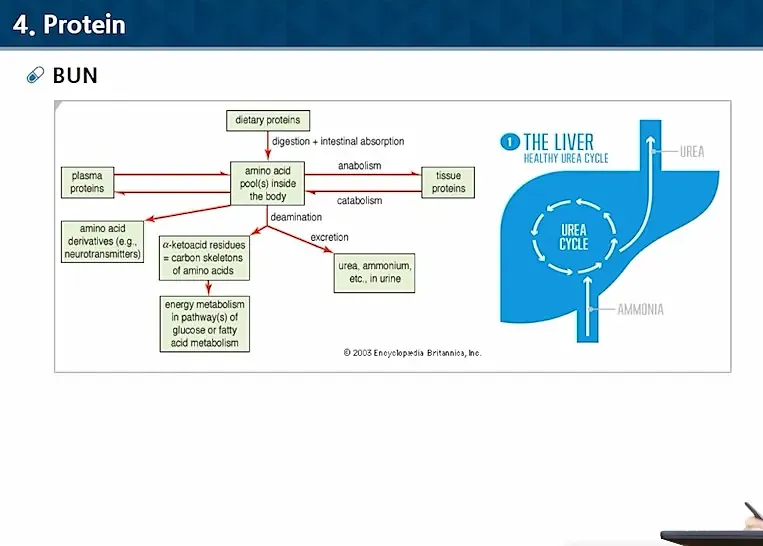 4. Protein
BUN
dietary proteins
digestion + intestinal absorption
plasma
proteins
amino acid
pool(s) inside
the body
anabolism
catabolism
tissue
proteins
deamination
amino acid
derivatives (e.g.,
neurotransmitters)
α-ketoacid residues
= carbon skeletons
of amino acids
excretion
urea, ammonium,
etc., in urine
energy metabolism
in pathway(s) of
glucose or fatty
acid metabolism
© 2003 Encyclopædia Britannica, Inc.
1 THE LIVER
HEALTHY UREA CYCLE
UREA
UREA
CYCLE
AMMONIA